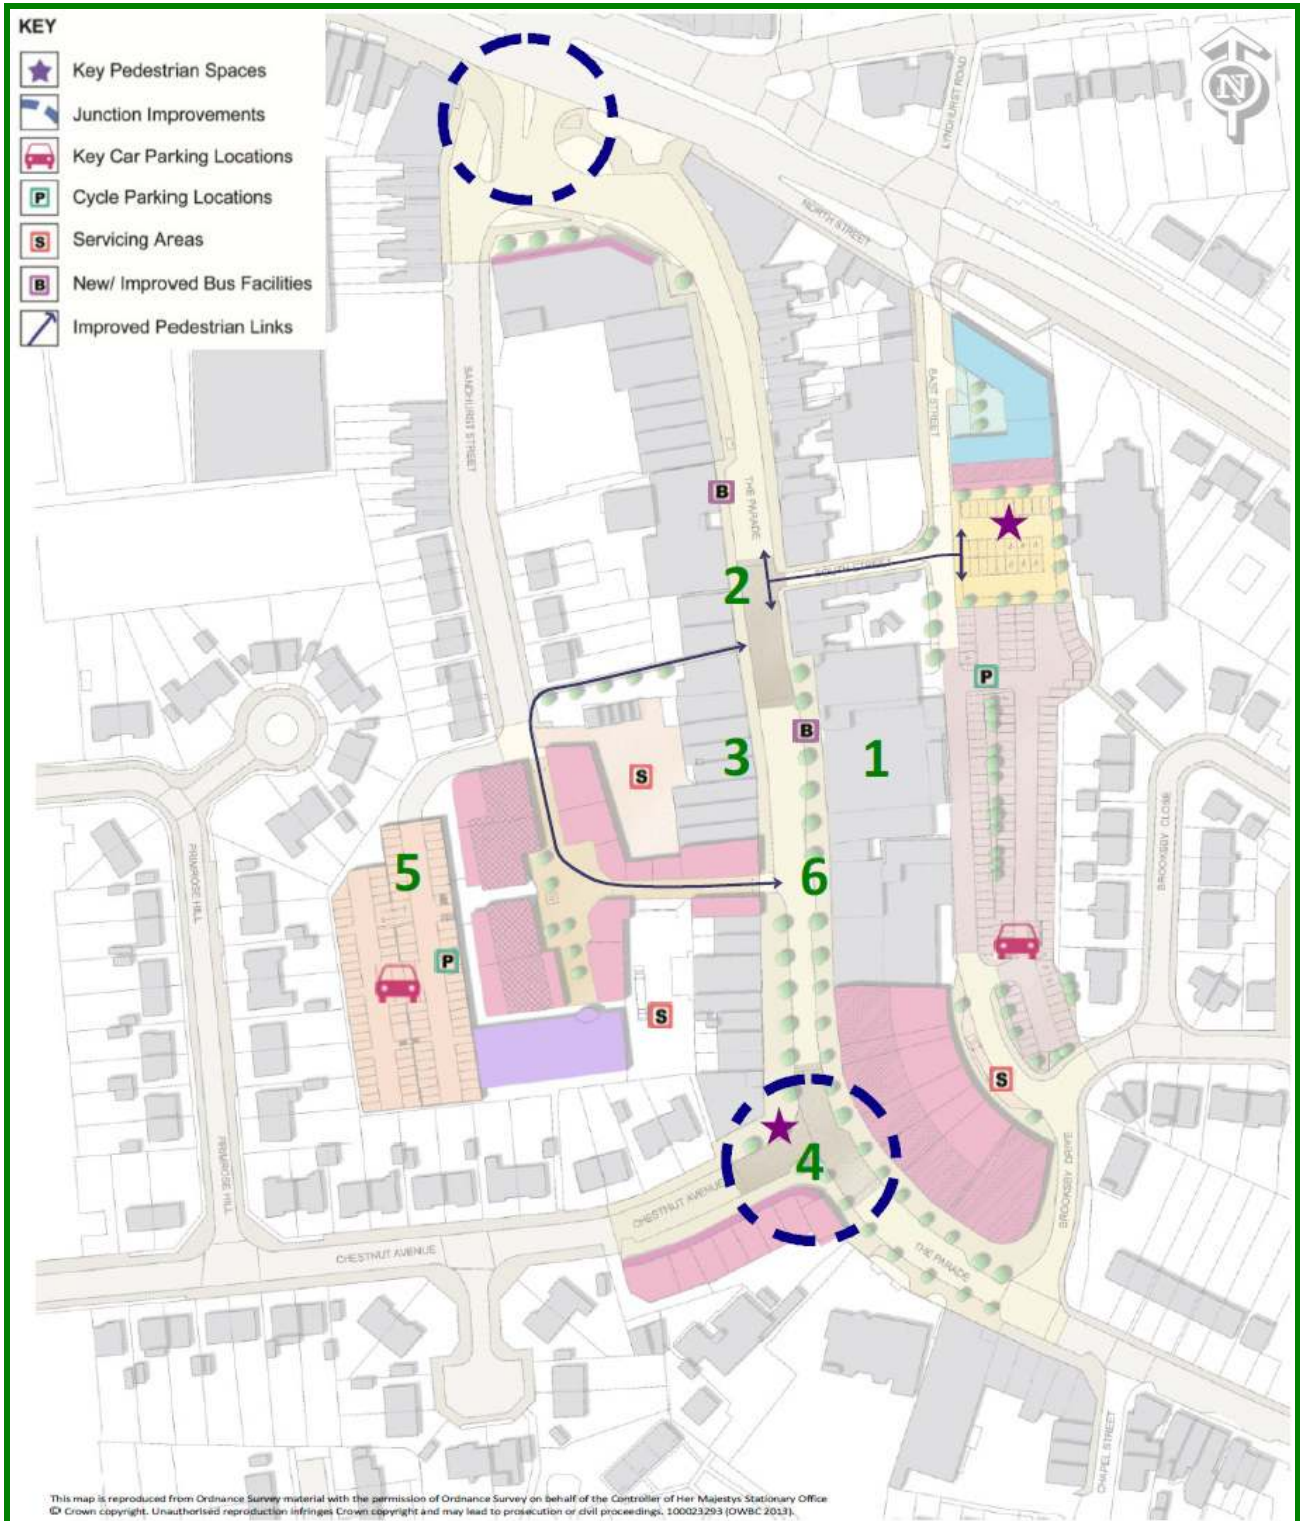 KEY
Key Pedestrian Spaces
Junction Improvements
Key Car Parking Locations
P Cycle Parking Locations
S Servicing Areas
B New/ Improved Bus Facilities
Improved Pedestrian Links
N
LYNDHURST ROAD
NORTH STREET
SANDHURST STREET
EAST STREET
B
THE PARADE
SOUTH STREET
2
P
B
3
1
S
BROOKSBY CLOSE
PRIMROSE HILL
5
6
P
S
S
4
PRIMROSE HILL
CHESTNUT AVENUE
BROOKSBY DRIVE
CHESTNUT AVENUE
THE PARADE
CHAPEL STREET
This map is reproduced from Ordnance Survey material with the permission of Ordnance Survey on behalf of the Controller of Her Majestys Stationary Office
© Crown copyright. Unauthorised reproduction infringes Crown copyright and may lead to prosecution or civil proceedings. 100023293 (OWBC 2013).